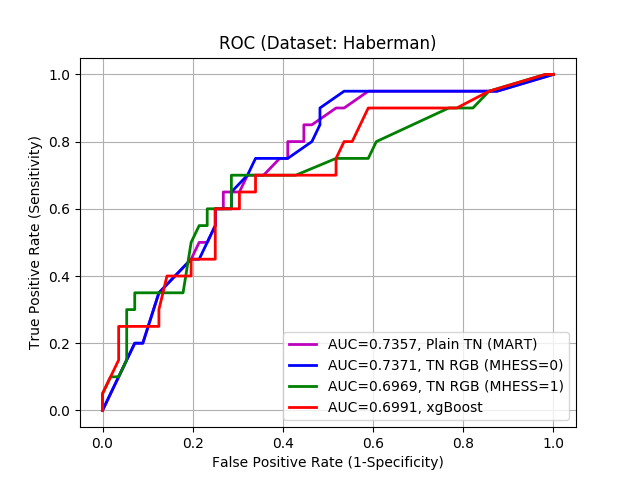 ROC (Dataset: Haberman)
True Positive Rate (Sensitivity)
1.0
0.8
0.6
0.4
0.2
0.0
AUC=0.7357, Plain TN (MART)
AUC=0.7371, TN RGB (MHESS=0)
AUC=0.6969, TN RGB (MHESS=1)
AUC=0.6991, xgBoost
0.0 0.2 0.4 0.6 0.8 1.0
False Positive Rate (1-Specificity)